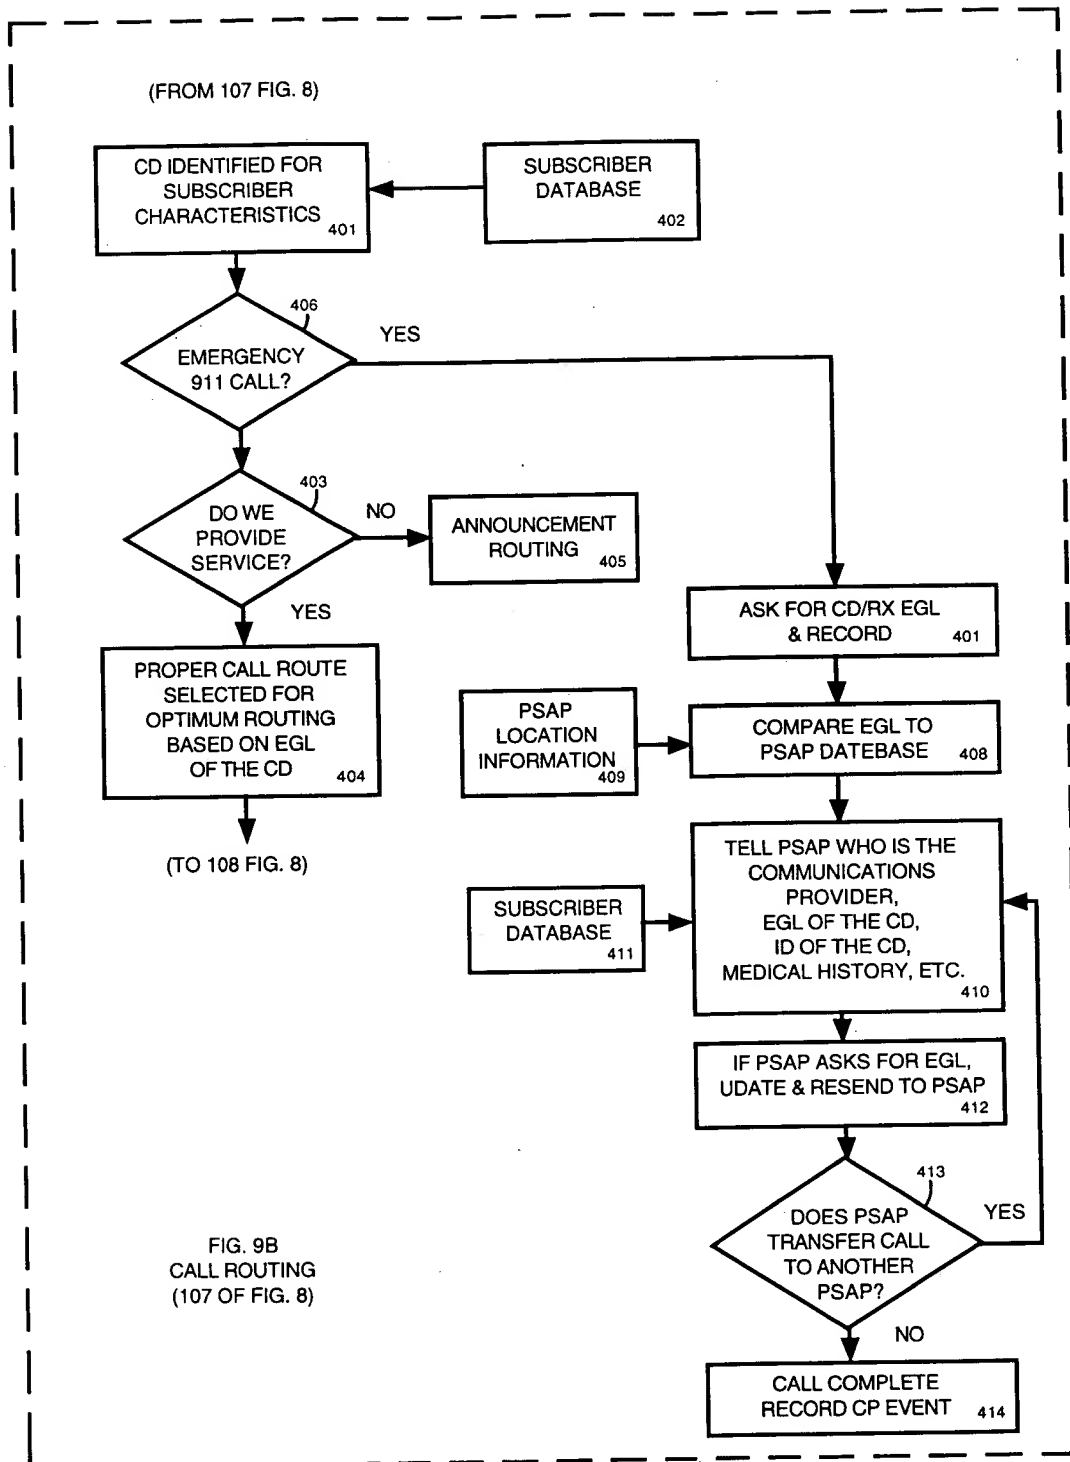 (FROM 107 FIG. 8)
CD IDENTIFIED FOR
SUBSCRIBER
CHARACTERISTICS
401
SUBSCRIBER
DATABASE
402
406
EMERGENCY
911 CALL?
YES
403
DO WE
PROVIDE
SERVICE?
NO
ANNOUNCEMENT
ROUTING
405
YES
PROPER CALL ROUTE
SELECTED FOR
OPTIMUM ROUTING
BASED ON EGL
OF THE CD
404
(TO 108 FIG. 8)
ASK FOR CD/RX EGL
& RECORD
401
PSAP
LOCATION
INFORMATION
409
COMPARE EGL TO
PSAP DATEBASE
408
SUBSCRIBER
DATABASE
411
TELL PSAP WHO IS THE
COMMUNICATIONS
PROVIDER,
EGL OF THE CD,
ID OF THE CD,
MEDICAL HISTORY, ETC.
410
IF PSAP ASKS FOR EGL,
UDATE & RESEND TO PSAP
412
413
DOES PSAP
TRANSFER CALL
TO ANOTHER
PSAP?
YES
NO
CALL COMPLETE
RECORD CP EVENT
414
FIG. 9B
CALL ROUTING
(107 OF FIG. 8)